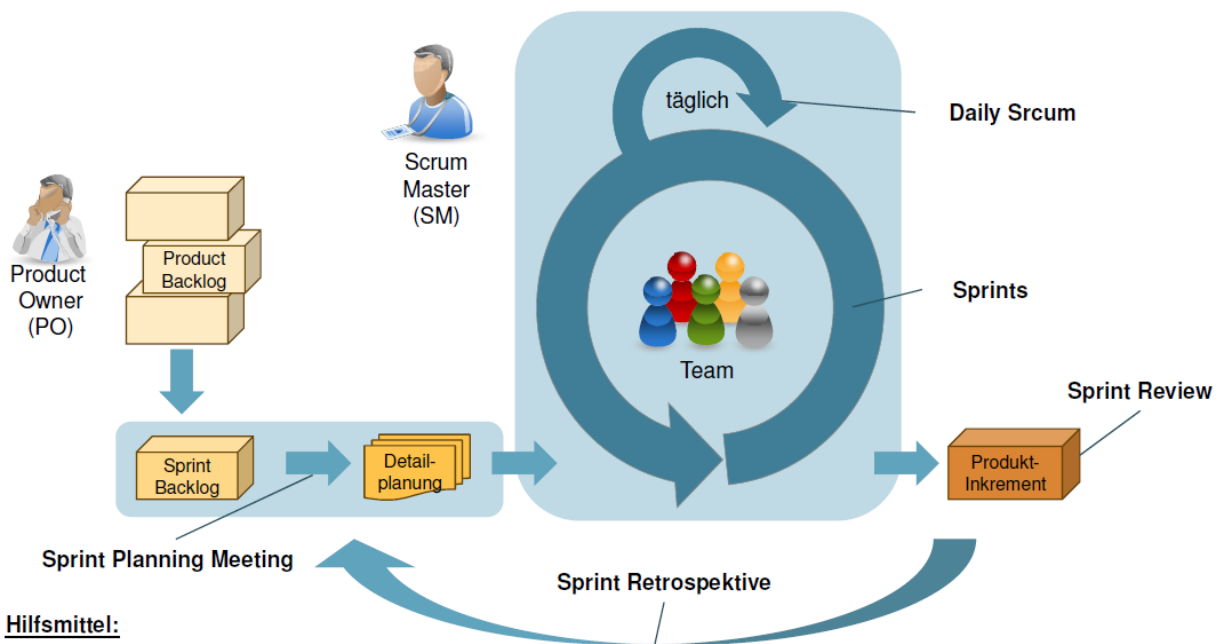 täglich
Daily Srcum
Scrum
Master
(SM)
Product
Owner
(PO)
Product
Backlog
Sprints
Team
Sprint Review
Sprint
Backlog
Detail-
planung
Produkt-
Inkrement
Sprint Planning Meeting
Sprint Retrospektive
Hilfsmittel: